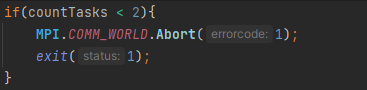 if(countTasks < 2){
MPI.COMM_WORLD.Abort( errorcode: 1);
exit( status: 1);
}